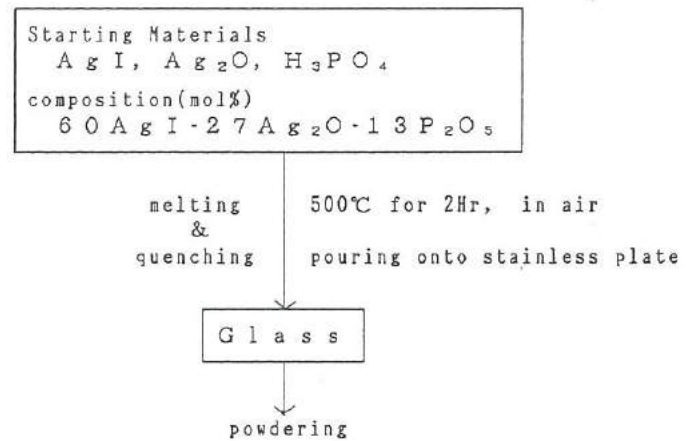 Starting Materials
AgI, Ag₂O, H₃PO₄
composition(mol%)
60AgI-27Ag₂O-13P₂O₅
melting
&
quenching
500℃ for 2Hr, in air
pouring onto stainless plate
Glass
powdering